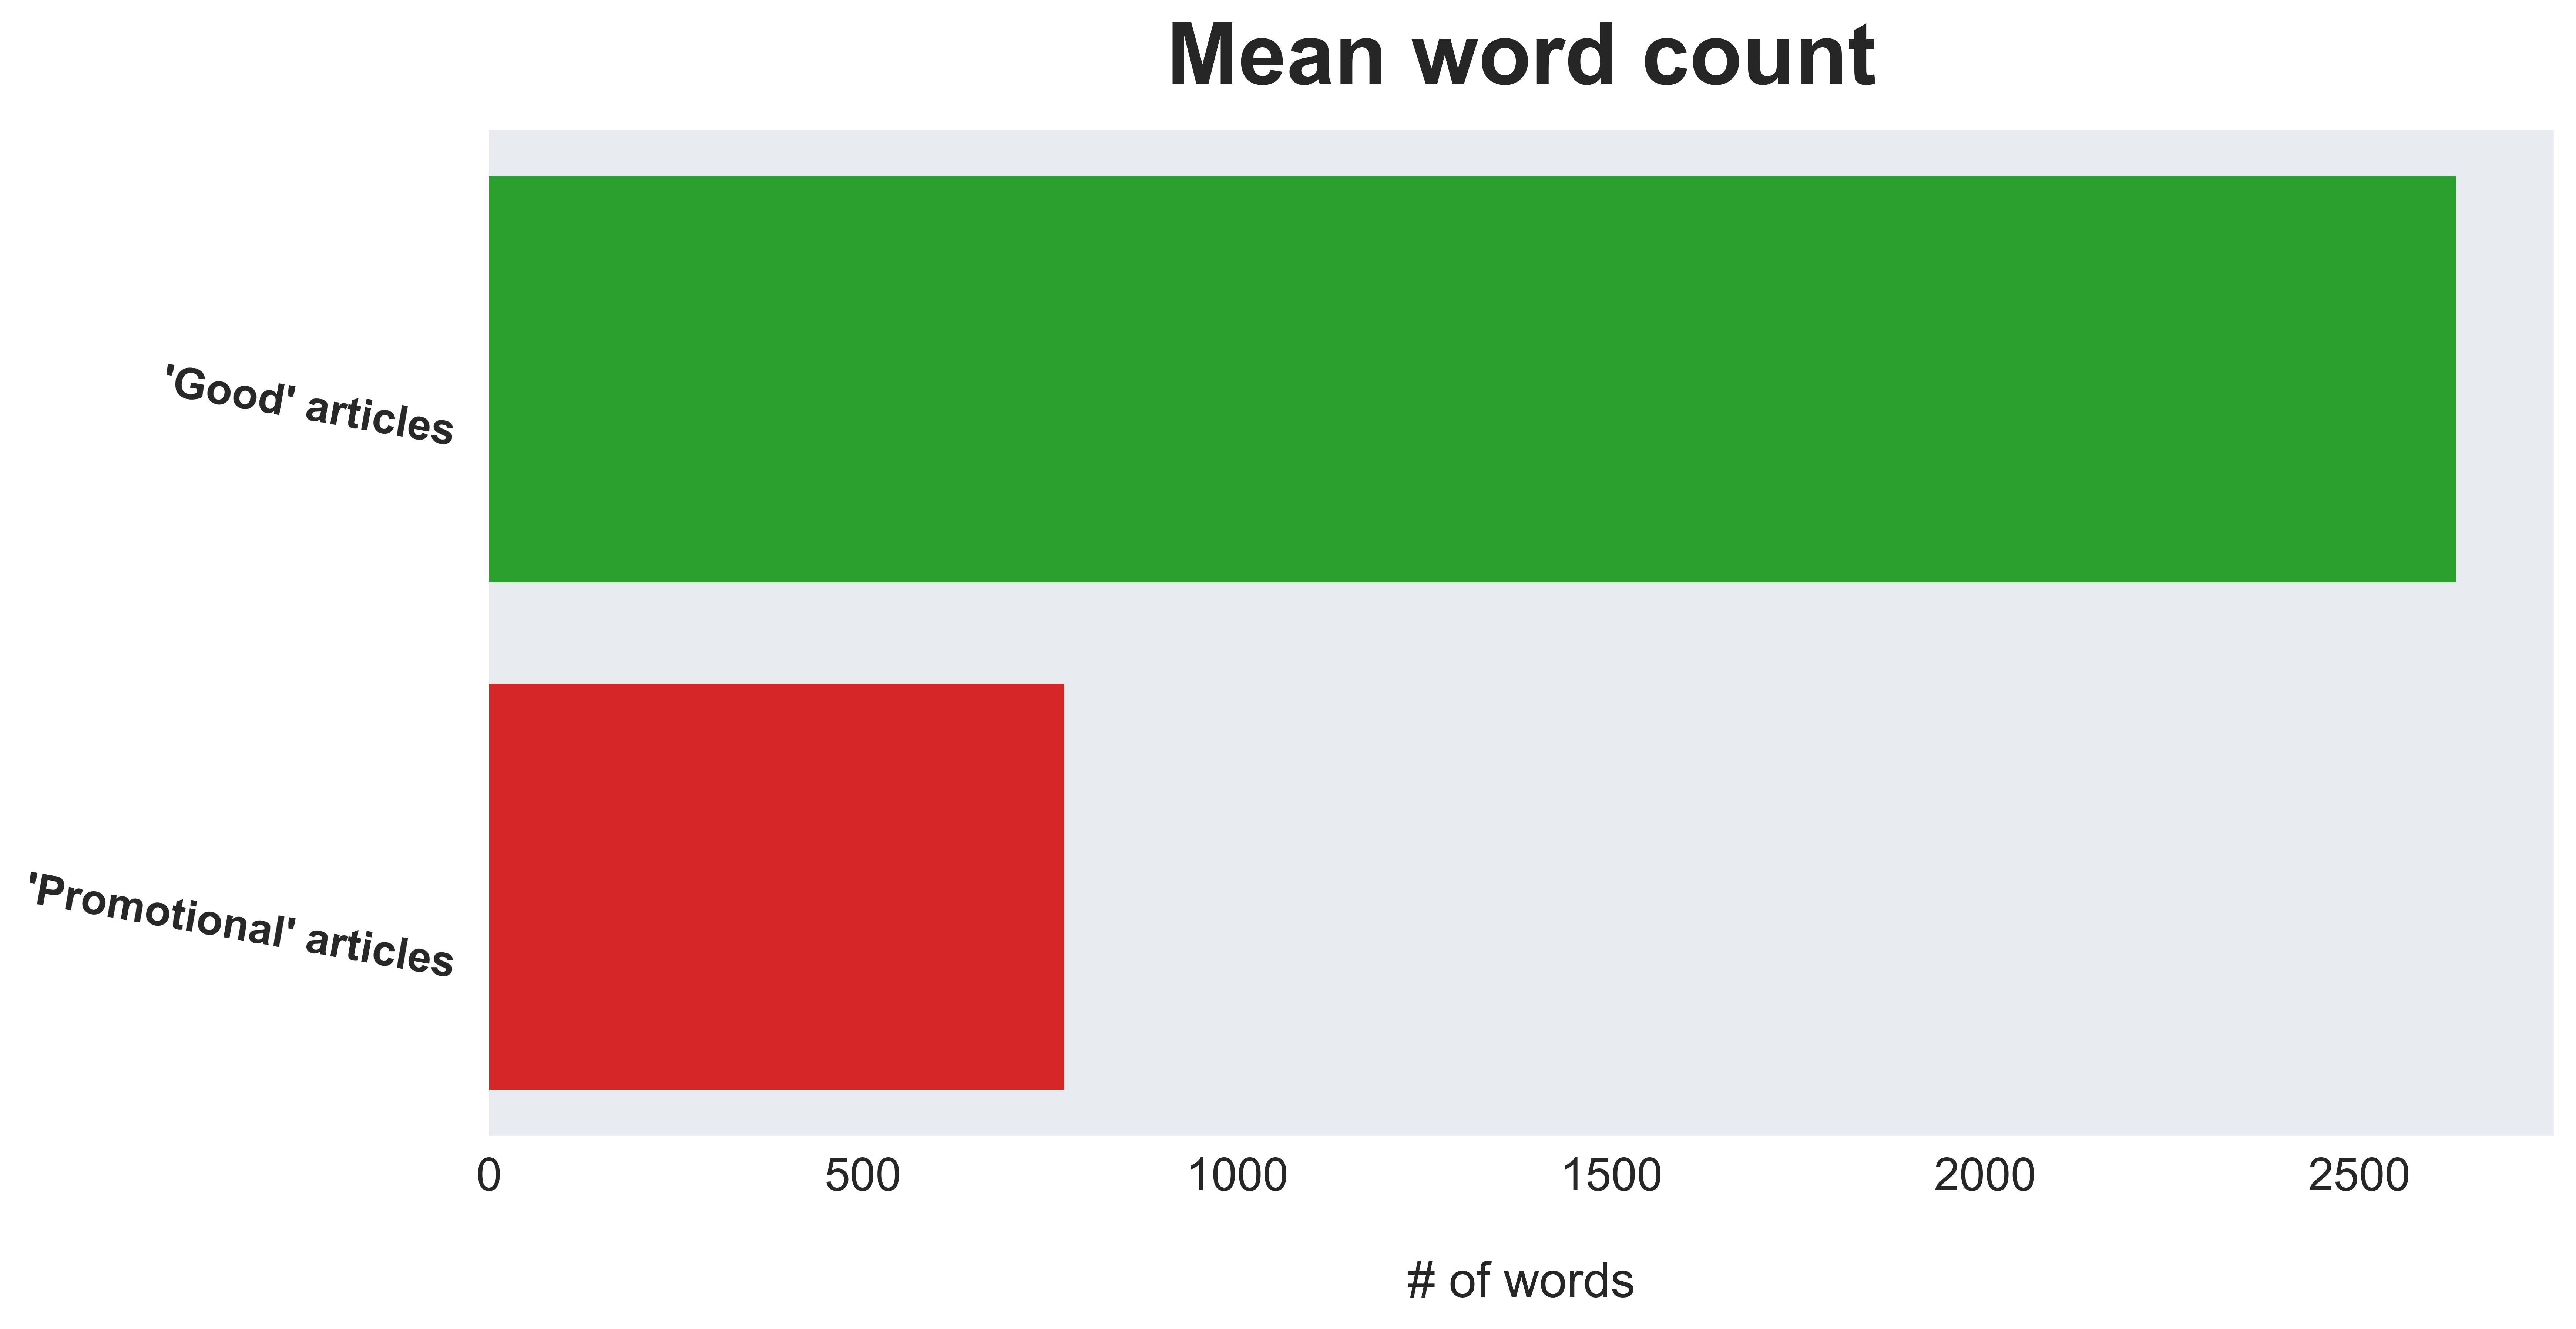 Mean word count
'Good' articles
'Promotional' articles
0 500 1000 1500 2000 2500
# of words